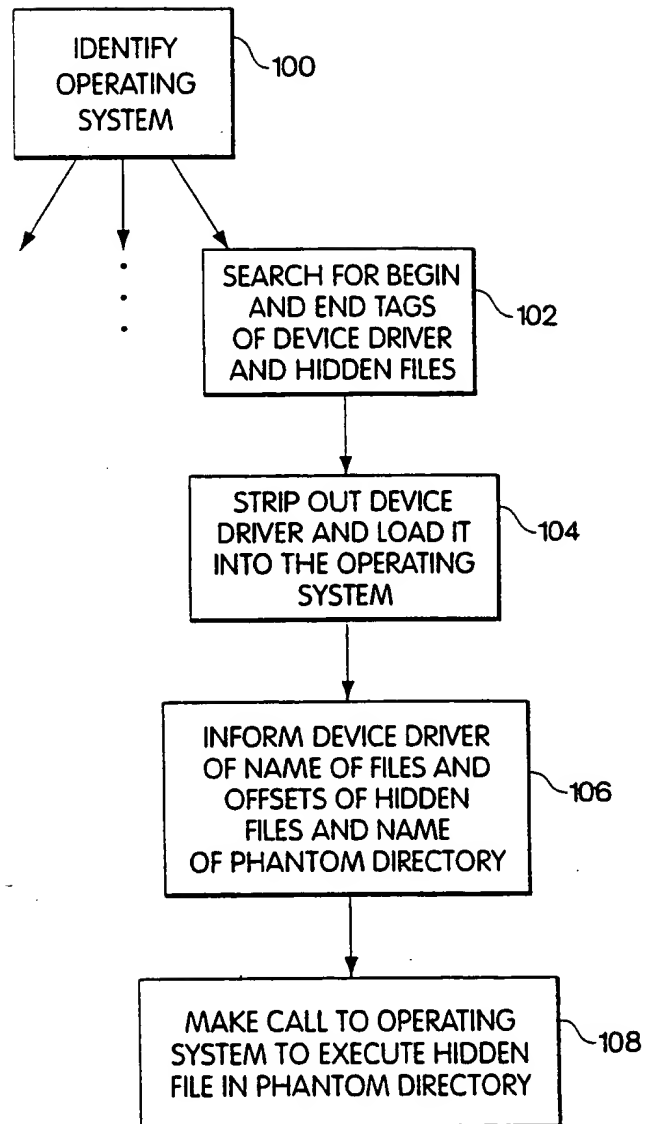 IDENTIFY
OPERATING
SYSTEM
100
SEARCH FOR BEGIN
AND END TAGS
OF DEVICE DRIVER
AND HIDDEN FILES
102
STRIP OUT DEVICE
DRIVER AND LOAD IT
INTO THE OPERATING
SYSTEM
104
INFORM DEVICE DRIVER
OF NAME OF FILES AND
OFFSETS OF HIDDEN
FILES AND NAME
OF PHANTOM DIRECTORY
106
MAKE CALL TO OPERATING
SYSTEM TO EXECUTE HIDDEN
FILE IN PHANTOM DIRECTORY
108